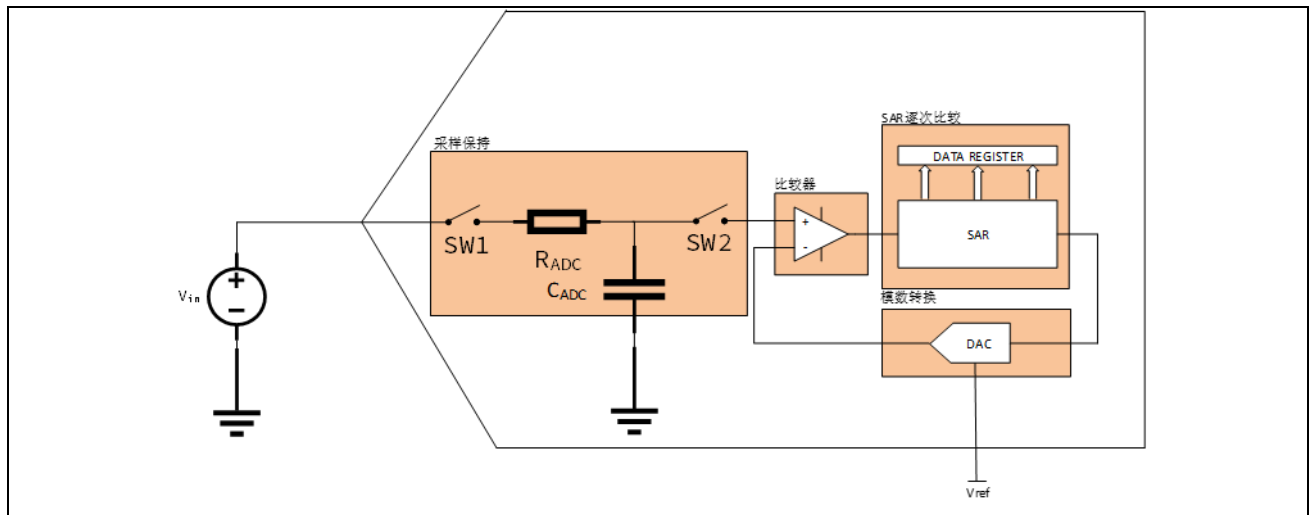 SAR逐次比较
采样保持
DATA REGISTER
比较器
+
-
SW1
SW2
SAR
RADC
CADC
Vin
+
−
模数转换
DAC
Vref